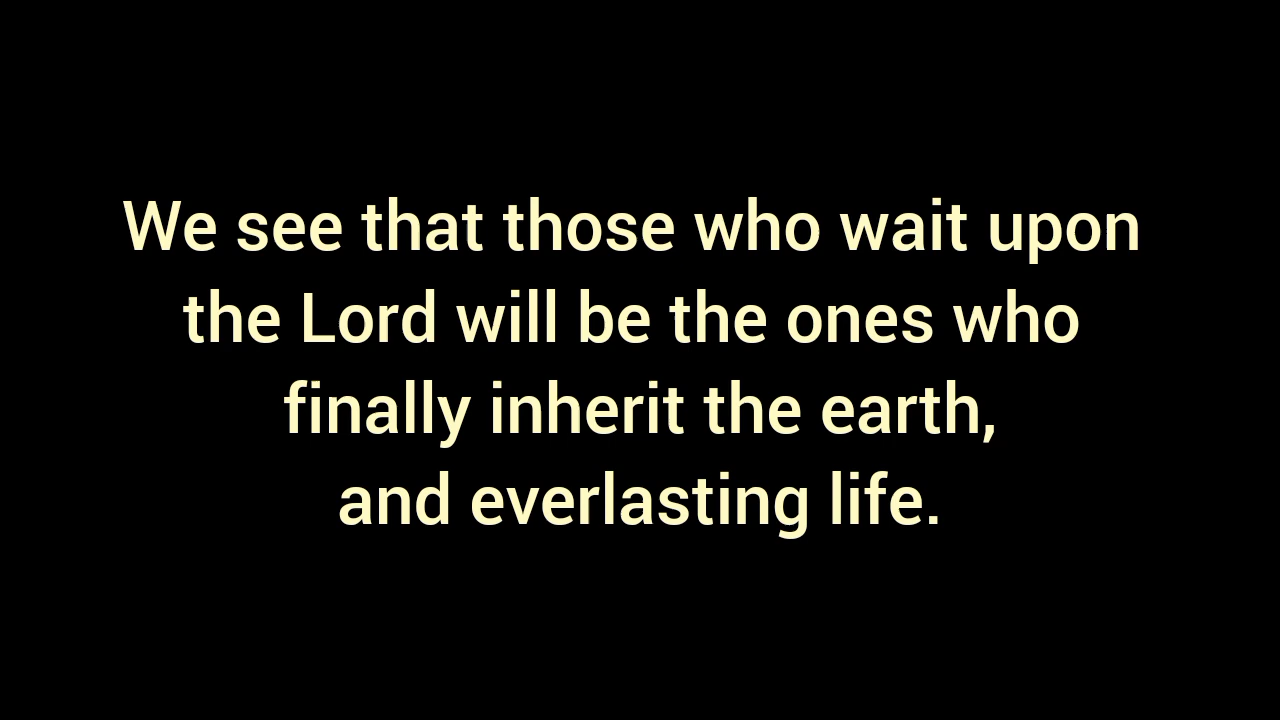 We see that those who wait upon
the Lord will be the ones who
finally inherit the earth,
and everlasting life.